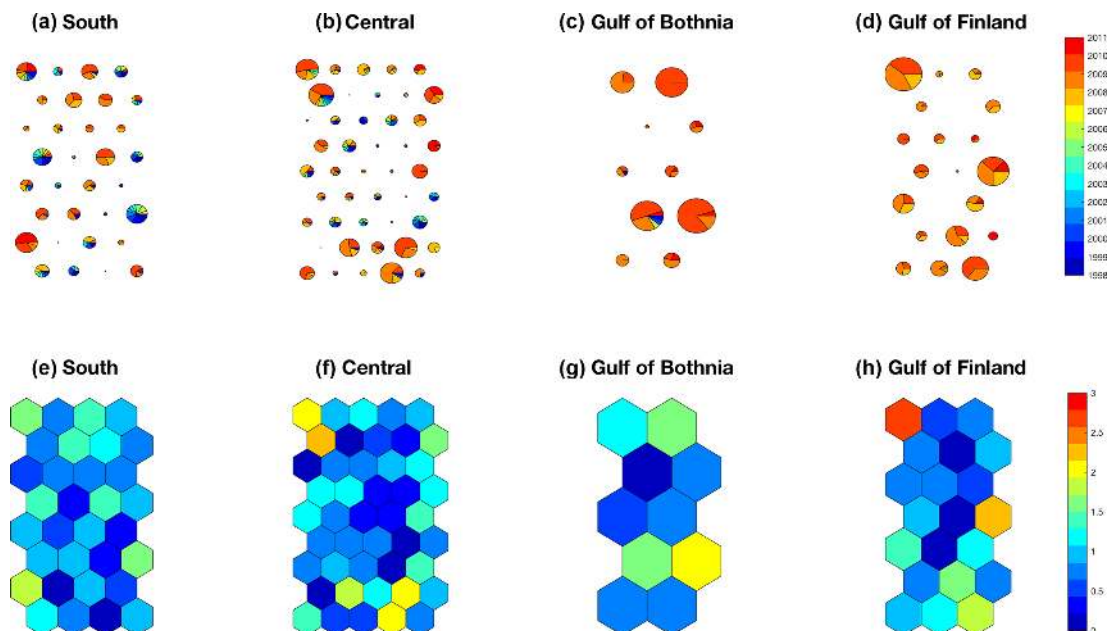 (a) South
(b) Central
(c) Gulf of Bothnia
(d) Gulf of Finland
2011
2010
2009
2008
2007
2006
2005
2004
2003
2002
2001
2000
1999
1998
(e) South
(f) Central
(g) Gulf of Bothnia
(h) Gulf of Finland
3
2.5
2
1.5
1
0.5
0